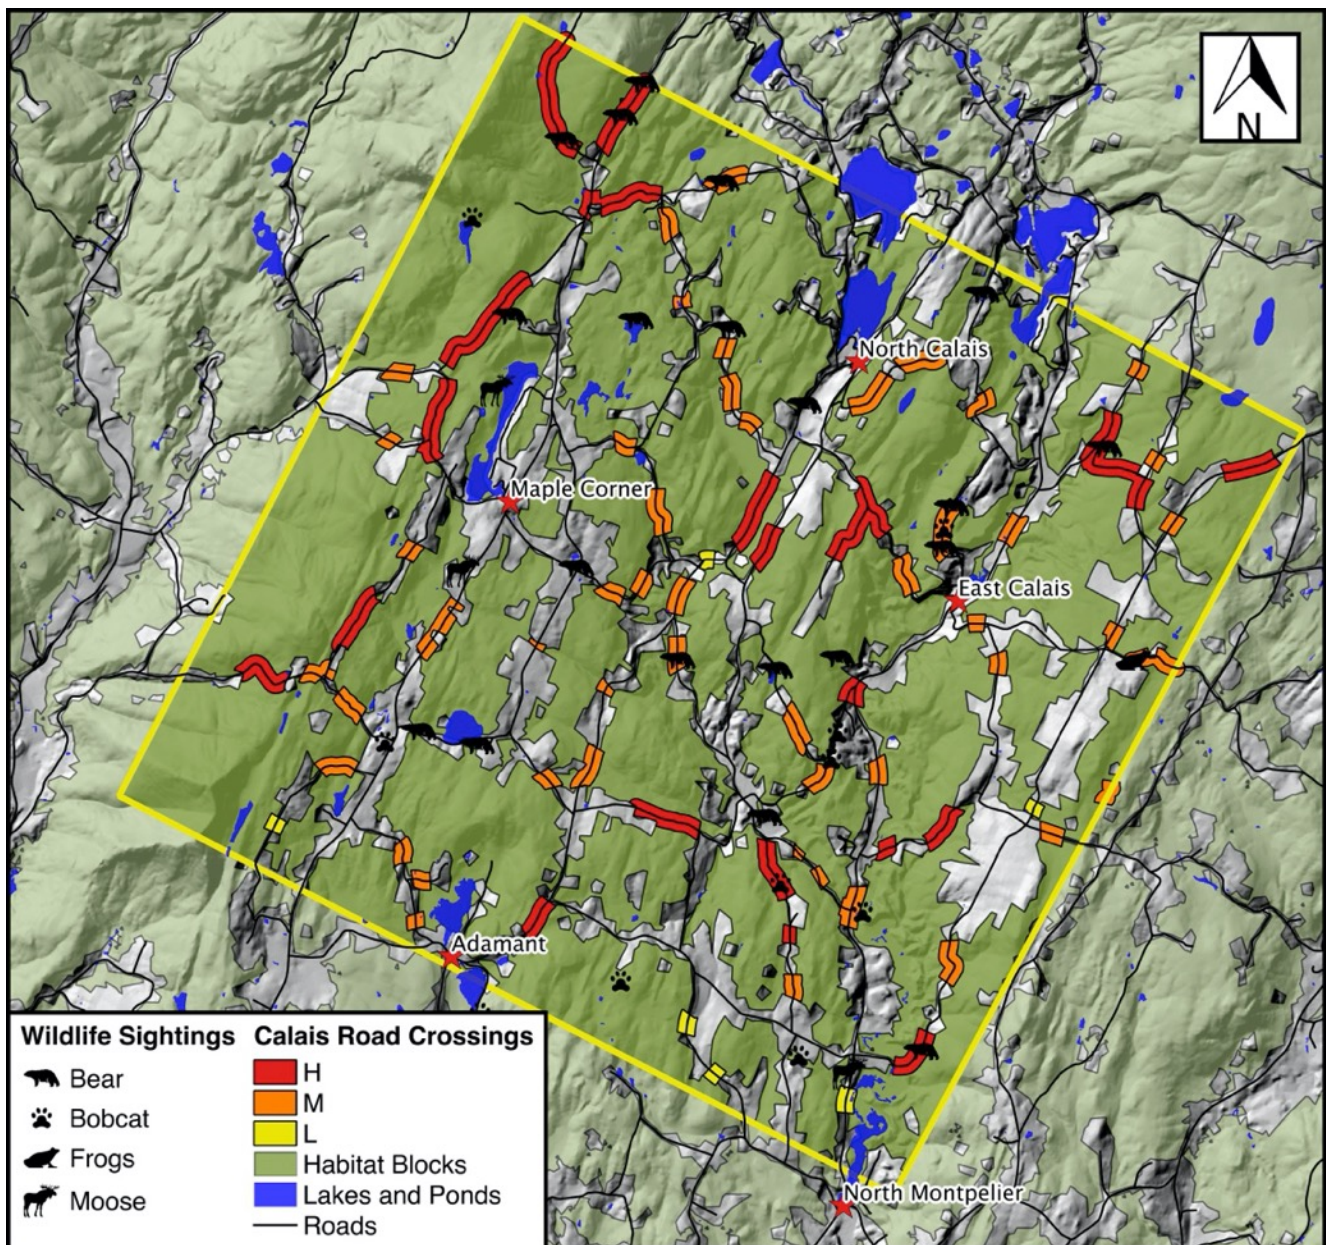 N
North Calais
Maple Corner
East Calais
Adamant
North Montpelier
Wildlife Sightings
Bear
Bobcat
Frogs
Moose
Calais Road Crossings
H
M
L
Habitat Blocks
Lakes and Ponds
Roads